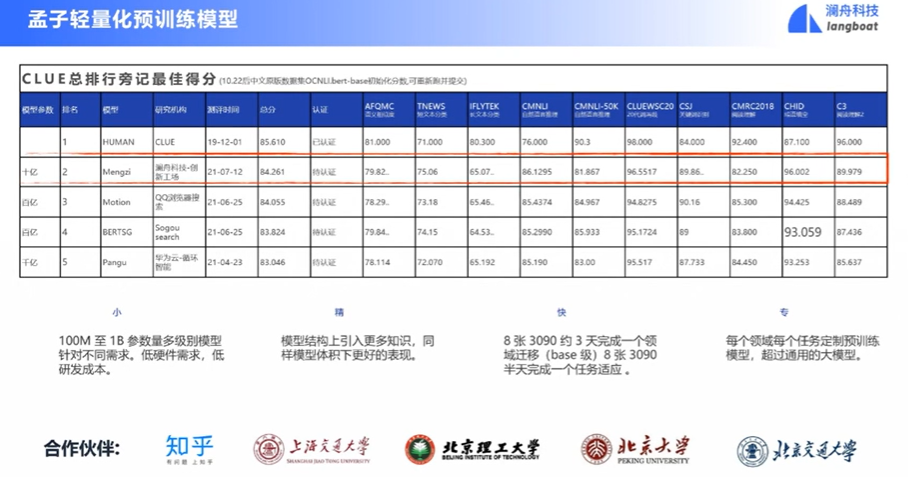 孟子轻量化预训练模型
澜舟科技
langboat
CLUE总排行旁记最佳得分 (10.22后中文原版数据集OCNLI.bert-base初始化分数,可重新跑并提交)
模型参数 排名 模型 研究机构 测评时间 总分 认证 AFQMC TNEWS IFLYTEK CMNLI CMNLI-50K CLUEWSC20 CSJ CMRC2018 CHID C3
1 HUMAN CLUE 19-12-01 85.610 已认证 81.000 71.000 80.300 76.000 90.3 98.000 84.000 92.400 87.100 96.000
十亿 2 Mengzi 澜舟科技-创新工场 21-07-12 84.261 待认证 79.82.. 75.06 65.07.. 86.1295 81.867 96.5517 89.86.. 82.250 96.002 89.979
百亿 3 Motion QQ浏览器搜索 21-06-25 84.055 待认证 78.29.. 73.18 65.46.. 85.4374 84.967 94.8275 90.16 85.300 94.425 88.489
百亿 4 BERTSG Sogou search 21-06-25 83.824 待认证 79.84.. 74.15 64.53.. 85.2990 85.933 95.1724 89 83.800 93.059 87.436
千亿 5 Pangu 华为云-循环智能 21-04-23 83.046 待认证 78.114 72.070 65.192 85.190 83.00 95.517 87.733 84.450 93.253 85.637
小
100M 至 1B 参数量多级别模型
针对不同需求。低硬件需求，低
研发成本。
精
模型结构上引入更多知识，同
样模型体积下更好的表现。
快
8 张 3090 约 3 天完成一个领
域迁移（base 级）8 张 3090
半天完成一个任务适应 。
专
每个领域每个任务定制预训练
模型，超过通用的大模型。
合作伙伴:
知乎
有问题 上知乎
上海交通大学
SHANGHAI JIAO TONG UNIVERSITY
北京理工大学
BEIJING INSTITUTE OF TECHNOLOGY
北京大学
PEKING UNIVERSITY
北京航空航天大学